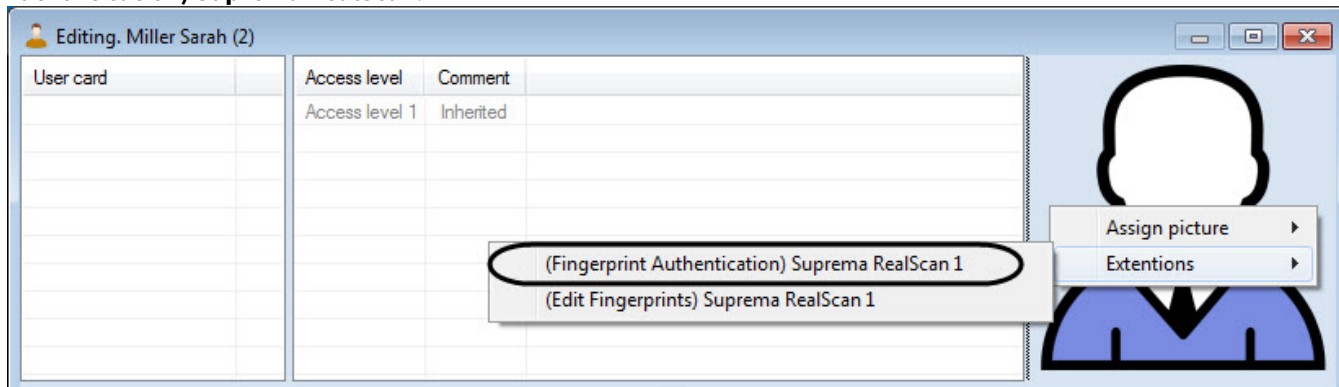 Editing. Miller Sarah (2)
User card
Access level Comment
Access level 1 Inherited
Assign picture
Extentions
(Fingerprint Authentication) Suprema RealScan 1
(Edit Fingerprints) Suprema RealScan 1